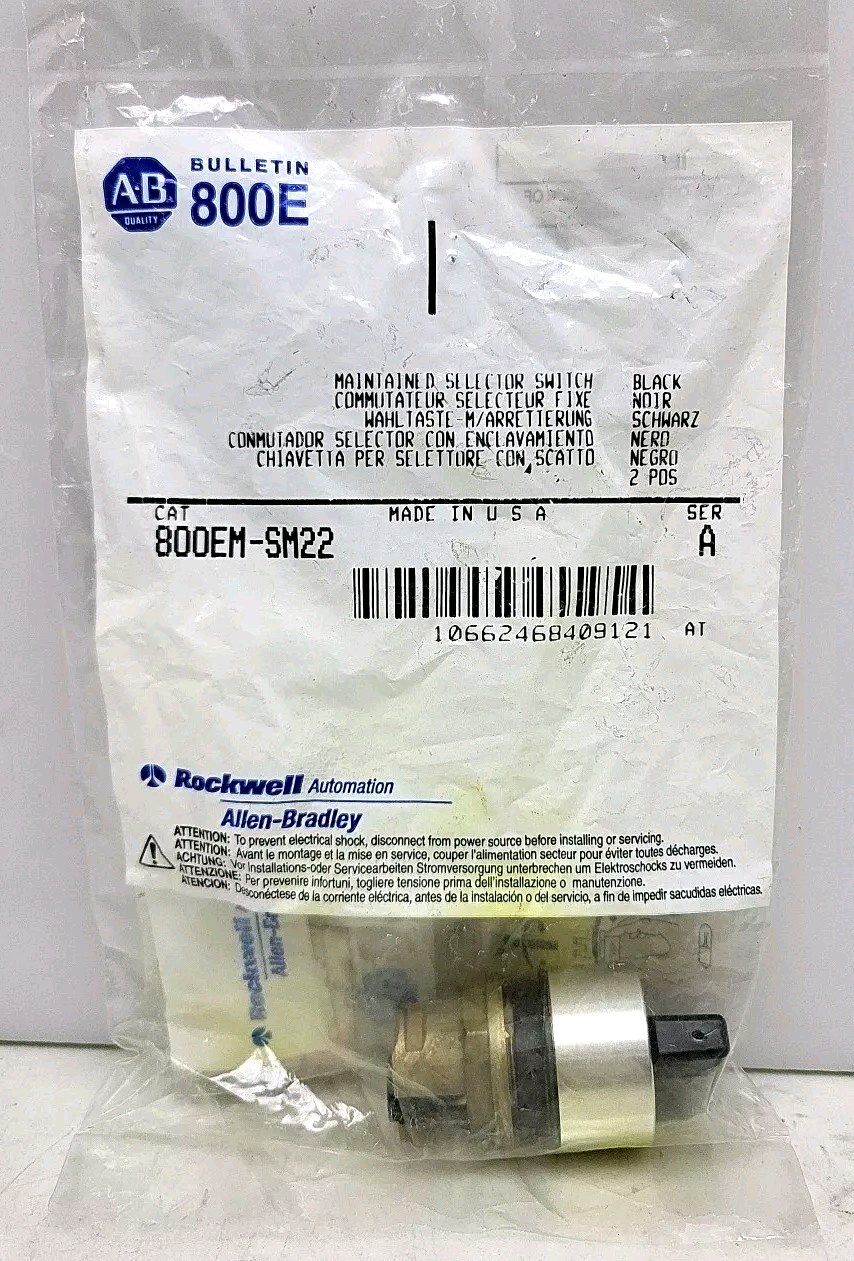 A·B
QUALITY
BULLETIN
800E
MAINTAINED SELECTOR SWITCH BLACK
COMMUTATEUR SELECTEUR FIXE NOIR
WAHLTASTE-M/ARRETIERUNG SCHWARZ
CONMUTADOR SELECTOR CON ENCLAVAMIENTO NERO
CHIAVETTA PER SELETTORE CON SCATTO NEGRO
2 POS
CAT MADE IN U S A SER
800EM-SM22 A
10662468409121 AT
Rockwell Automation
Allen-Bradley
ATTENTION: To prevent electrical shock, disconnect from power source before installing or servicing.
ATTENTION: Avant le montage et la mise en service, couper l'alimentation secteur pour éviter toutes décharges.
ACHTUNG: Vor Installations-oder Servicearbeiten Stromversorgung unterbrechen um Elektroschocks zu vermeiden.
ATTENZIONE: Per prevenire infortuni, togliere tensione prima dell'installazione o manutenzione.
ATENCION: Desconéctese de la corriente eléctrica, antes de la instalación o del servicio, a fin de impedir sacudidas eléctricas.
Rockwell
Allen-